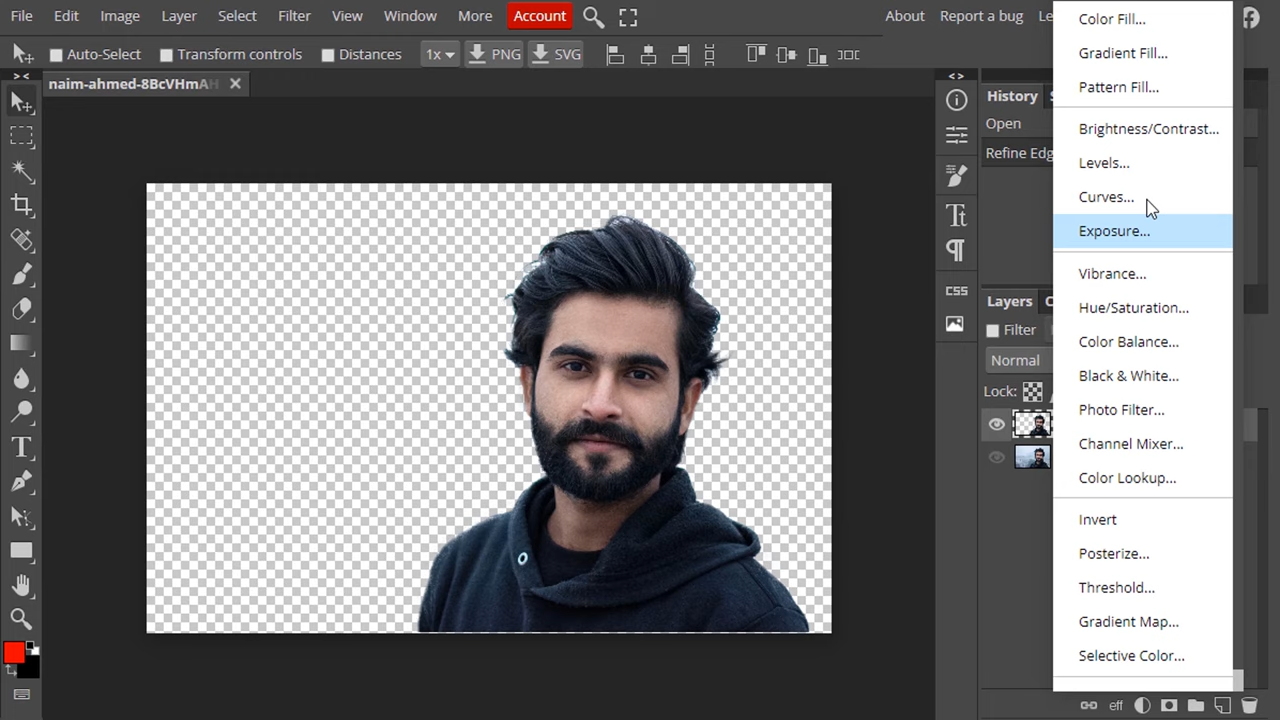 File Edit Image Layer Select Filter View Window More Account About Report a bug Le
Auto-Select Transform controls Distances 1x PNG SVG
naim-ahmed-8BcVHmAH
History
Open
Refine Edg
Tt
CSS
Layers
Filter
Normal
Lock:
Color Fill...
Gradient Fill...
Pattern Fill...
Brightness/Contrast...
Levels...
Curves...
Exposure...
Vibrance...
Hue/Saturation...
Color Balance...
Black & White...
Photo Filter...
Channel Mixer...
Color Lookup...
Invert
Posterize...
Threshold...
Gradient Map...
Selective Color...
eff